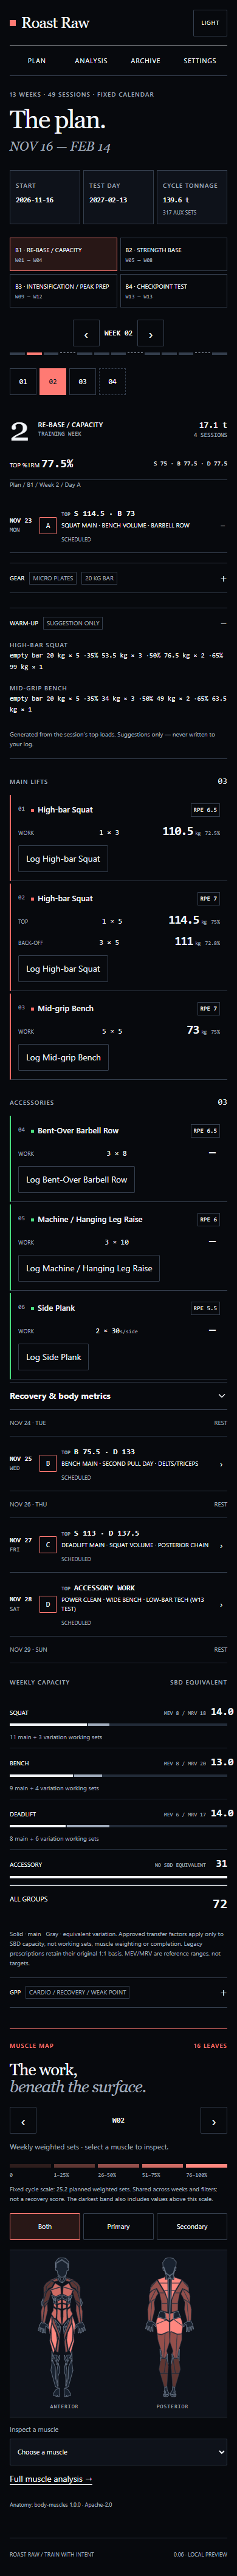 Roast Raw
LIGHT
PLAN ANALYSIS ARCHIVE SETTINGS
13 WEEKS · 49 SESSIONS · FIXED CALENDAR
The plan.
NOV 16 — FEB 14
START
2026-11-16
TEST DAY
2027-02-13
CYCLE TONNAGE
139.6 t
317 AUX SETS
B1 · RE-BASE / CAPACITY
W01 — W04
B2 · STRENGTH BASE
W05 — W08
B3 · INTENSIFICATION / PEAK PREP
W09 — W12
B4 · CHECKPOINT TEST
W13 — W13
‹ WEEK 02 ›
01 02 03 04
2
RE-BASE / CAPACITY
TRAINING WEEK
17.1 t
4 SESSIONS
TOP %1RM 77.5%
S 75 · B 77.5 · D 77.5
Plan / B1 / Week 2 / Day A
NOV 23
MON
A
TOP S 114.5 · B 73
SQUAT MAIN · BENCH VOLUME · BARBELL ROW
SCHEDULED
−
GEAR MICRO PLATES 20 KG BAR +
WARM-UP SUGGESTION ONLY −
HIGH-BAR SQUAT
empty bar 20 kg × 5 ·35% 53.5 kg × 3 ·50% 76.5 kg × 2 ·65%
99 kg × 1
MID-GRIP BENCH
empty bar 20 kg × 5 ·35% 34 kg × 3 ·50% 49 kg × 2 ·65% 63.5
kg × 1
Generated from the session's top loads. Suggestions only — never written to
your log.
MAIN LIFTS 03
01 High-bar Squat RPE 6.5
WORK 1 × 3 110.5 kg 72.5%
Log High-bar Squat
02 High-bar Squat RPE 7
TOP 1 × 5 114.5 kg 75%
BACK-OFF 3 × 5 111 kg 72.8%
Log High-bar Squat
03 Mid-grip Bench RPE 7
WORK 5 × 5 73 kg 75%
Log Mid-grip Bench
ACCESSORIES 03
04 Bent-Over Barbell Row RPE 6.5
WORK 3 × 8 —
Log Bent-Over Barbell Row
05 Machine / Hanging Leg Raise RPE 6
WORK 3 × 10 —
Log Machine / Hanging Leg Raise
06 Side Plank RPE 5.5
WORK 2 × 30s/side —
Log Side Plank
Recovery & body metrics
NOV 24 · TUE REST
NOV 25
WED
B
TOP B 75.5 · D 133
BENCH MAIN · SECOND PULL DAY · DELTS/TRICEPS
SCHEDULED
›
NOV 26 · THU REST
NOV 27
FRI
C
TOP S 113 · D 137.5
DEADLIFT MAIN · SQUAT VOLUME · POSTERIOR CHAIN
SCHEDULED
›
NOV 28
SAT
D
TOP ACCESSORY WORK
POWER CLEAN · WIDE BENCH · LOW-BAR TECH (W13
TEST)
SCHEDULED
›
NOV 29 · SUN REST
WEEKLY CAPACITY SBD EQUIVALENT
SQUAT MEV 8 / MRV 18 14.0
11 main + 3 variation working sets
BENCH MEV 8 / MRV 20 13.0
9 main + 4 variation working sets
DEADLIFT MEV 6 / MRV 17 14.0
8 main + 6 variation working sets
ACCESSORY NO SBD EQUIVALENT 31
ALL GROUPS 72
Solid · main Gray · equivalent variation. Approved transfer factors apply only to
SBD capacity, not working sets, muscle weighting or completion. Legacy
prescriptions retain their original 1:1 basis. MEV/MRV are reference ranges, not
targets.
GPP CARDIO / RECOVERY / WEAK POINT +
MUSCLE MAP 16 LEAVES
The work,
beneath the surface.
‹ W02 ›
Weekly weighted sets · select a muscle to inspect.
0 1–25% 26–50% 51–75% 76–100%
Fixed cycle scale: 25.2 planned weighted sets. Shared across weeks and filters;
not a recovery score. The darkest band also includes values above this scale.
Both Primary Secondary
ANTERIOR POSTERIOR
Inspect a muscle
Choose a muscle
Full muscle analysis →
Anatomy: body-muscles 1.0.0 · Apache-2.0
ROAST RAW / TRAIN WITH INTENT 0.06 · LOCAL PREVIEW